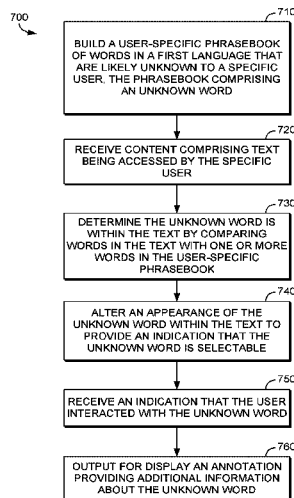 700
710
BUILD A USER-SPECIFIC PHRASEBOOK
OF WORDS IN A FIRST LANGUAGE
THAT ARE LIKELY UNKNOWN TO A SPECIFIC
USER, THE PHRASEBOOK COMPRISING
AN UNKNOWN WORD
720
RECEIVE CONTENT COMPRISING TEXT
BEING ACCESSED BY THE SPECIFIC
USER
730
DETERMINE THE UNKNOWN WORD IS
WITHIN THE TEXT BY COMPARING
WORDS IN THE TEXT WITH ONE OR MORE
WORDS IN THE USER-SPECIFIC
PHRASEBOOK
740
ALTER AN APPEARANCE OF THE
UNKNOWN WORD WITHIN THE TEXT TO
PROVIDE AN INDICATION THAT THE
UNKNOWN WORD IS SELECTABLE
750
RECEIVE AN INDICATION THAT THE USER
INTERACTED WITH THE UNKNOWN WORD
760
OUTPUT FOR DISPLAY AN ANNOTATION
PROVIDING ADDITIONAL INFORMATION
ABOUT THE UNKNOWN WORD